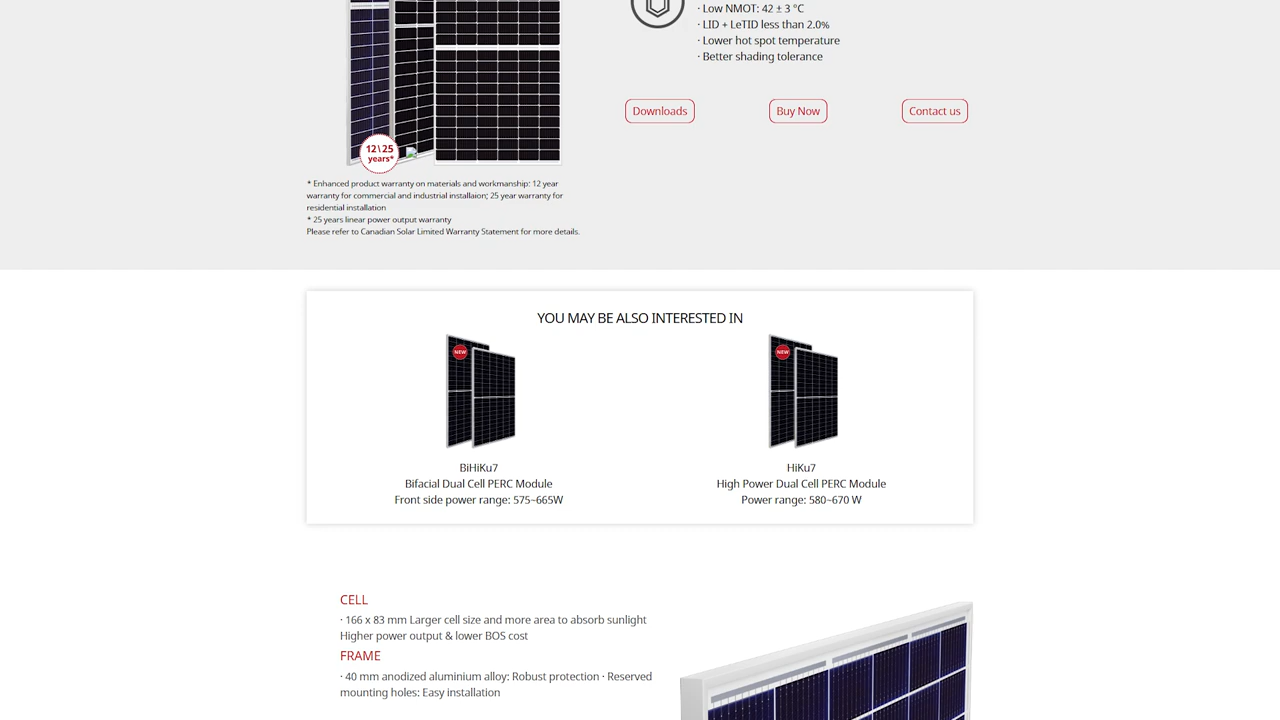 · Low NMOT: 42 ± 3 °C
· LID + LeTID less than 2.0%
· Lower hot spot temperature
· Better shading tolerance
Downloads
Buy Now
Contact us
12\25
years*
* Enhanced product warranty on materials and workmanship: 12 year
warranty for commercial and industrial installaion; 25 year warranty for
residential installation
* 25 years linear power output warranty
Please refer to Canadian Solar Limited Warranty Statement for more details.
YOU MAY BE ALSO INTERESTED IN
NEW
NEW
BiHiKu7
Bifacial Dual Cell PERC Module
Front side power range: 575~665W
HiKu7
High Power Dual Cell PERC Module
Power range: 580~670 W
CELL
· 166 x 83 mm Larger cell size and more area to absorb sunlight
Higher power output & lower BOS cost
FRAME
· 40 mm anodized aluminium alloy: Robust protection · Reserved
mounting holes: Easy installation